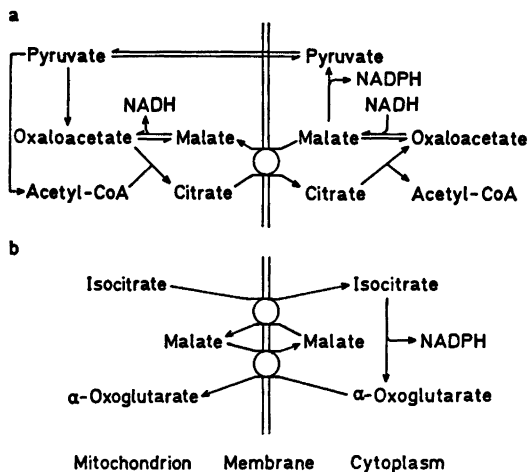 a
Pyruvate Pyruvate
NADPH
NADH NADH
Oxaloacetate Malate Malate Oxaloacetate
Acetyl-CoA Citrate Citrate Acetyl-CoA
b
Isocitrate Isocitrate
Malate Malate NADPH
α-Oxoglutarate α-Oxoglutarate
Mitochondrion Membrane Cytoplasm